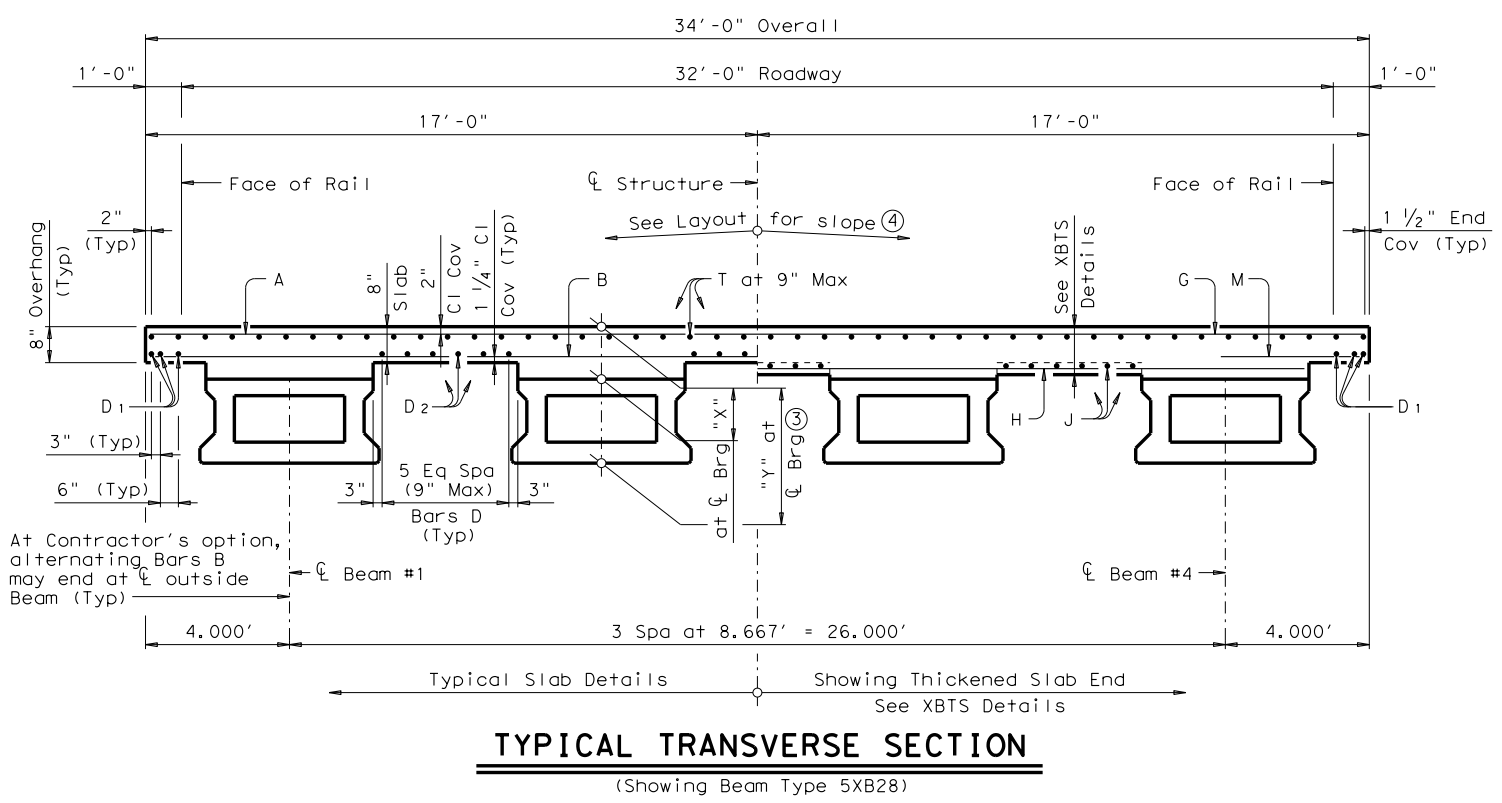 34'-0" Overall
1'-0"
32'-0" Roadway
1'-0"
17'-0"
17'-0"
Face of Rail
℄ Structure
Face of Rail
2"
(Typ)
See Layout for slope ④
1 ½" End
Cov (Typ)
8" Overhang
(Typ)
A
8"
Slab
2"
Cl Cov
1 ¼" Cl
Cov (Typ)
B
T at 9" Max
See XBTS
Details
G
M
D1
D2
H
J
D1
3" (Typ)
6" (Typ)
3"
5 Eq Spa
(9" Max)
3"
Bars D
(Typ)
"X"
at ℄ Brg
"Y" at
℄ Brg ③
At Contractor's option,
alternating Bars B
may end at ℄ outside
Beam (Typ)
℄ Beam #1
℄ Beam #4
4.000'
3 Spa at 8.667' = 26.000'
4.000'
Typical Slab Details
Showing Thickened Slab End
See XBTS Details
TYPICAL TRANSVERSE SECTION
(Showing Beam Type 5XB28)